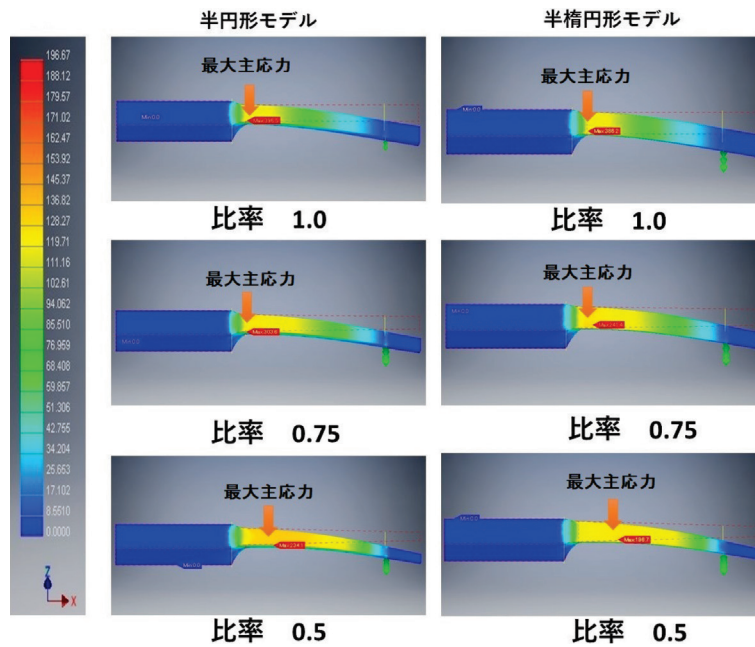 半円形モデル 半楕円形モデル
196.67
188.12
179.57
171.02
162.47
153.92
145.37
136.82
128.27
119.71
111.16
102.61
94.062
85.510
76.959
68.408
59.857
51.306
42.755
34.204
25.653
17.102
8.5510
0.0000
Z
X
最大主応力
最大主応力
比率 1.0
比率 1.0
最大主応力
最大主応力
比率 0.75
比率 0.75
最大主応力
最大主応力
比率 0.5
比率 0.5